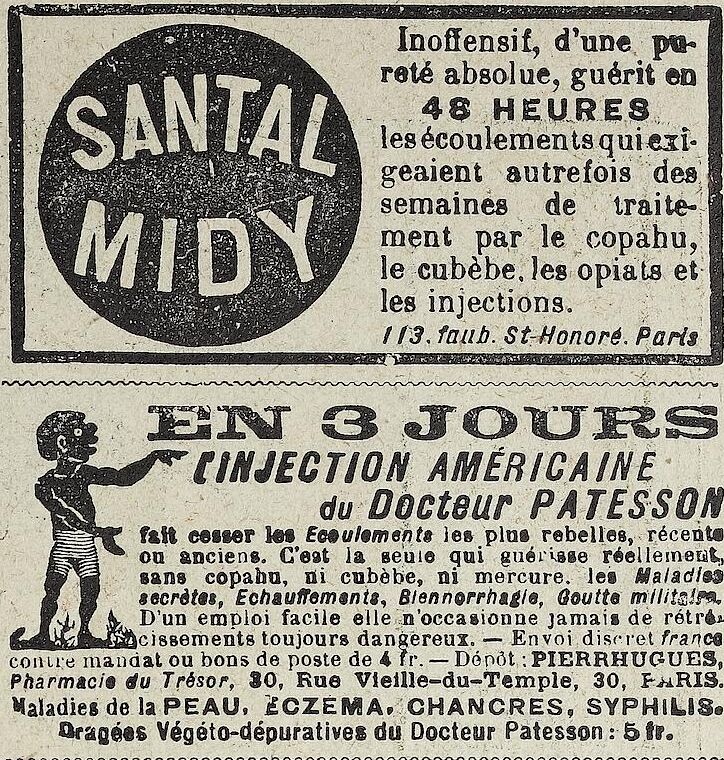 SANTAL
MIDY
Inoffensif, d'une pu-
reté absolue, guérit en
48 HEURES
les écoulements qui exi-
geaient autrefois des
semaines de traite-
ment par le copahu,
le cubèbe, les opiats et
les injections.
113, faub. St-Honoré. Paris
EN 3 JOURS
L'INJECTION AMÉRICAINE
du Docteur PATESSON
fait cesser les Ecoulements les plus rebelles, récents
ou anciens. C'est la seule qui guérisse réellement,
sans copahu, ni cubèbe, ni mercure, les Maladies
secrètes, Echauffements, Blennorrhagie, Goutte militaire.
D'un emploi facile elle n'occasionne jamais de rétré-
cissements toujours dangereux. — Envoi discret franco
contre mandat ou bons de poste de 4 fr. — Dépôt : PIERRHUGUES,
Pharmacie du Trésor, 30, Rue Vieille-du-Temple, 30, PARIS.
Maladies de la PEAU, ECZEMA, CHANCRES, SYPHILIS.
Dragées Végéto-dépuratives du Docteur Patesson : 5 fr.